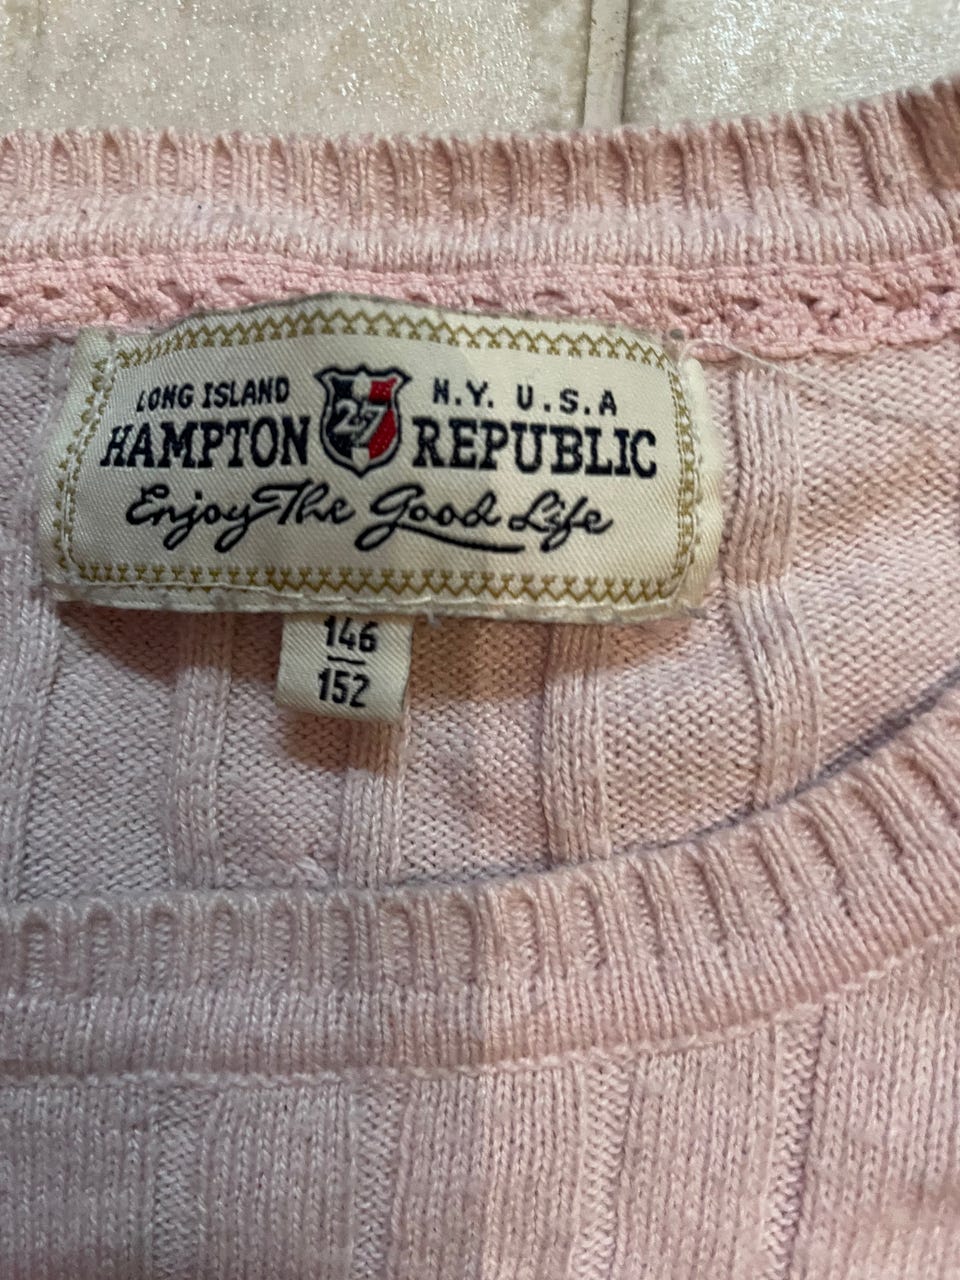 LONG ISLAND N.Y. U.S.A
HAMPTON 27 REPUBLIC
Enjoy The Good Life
146
152